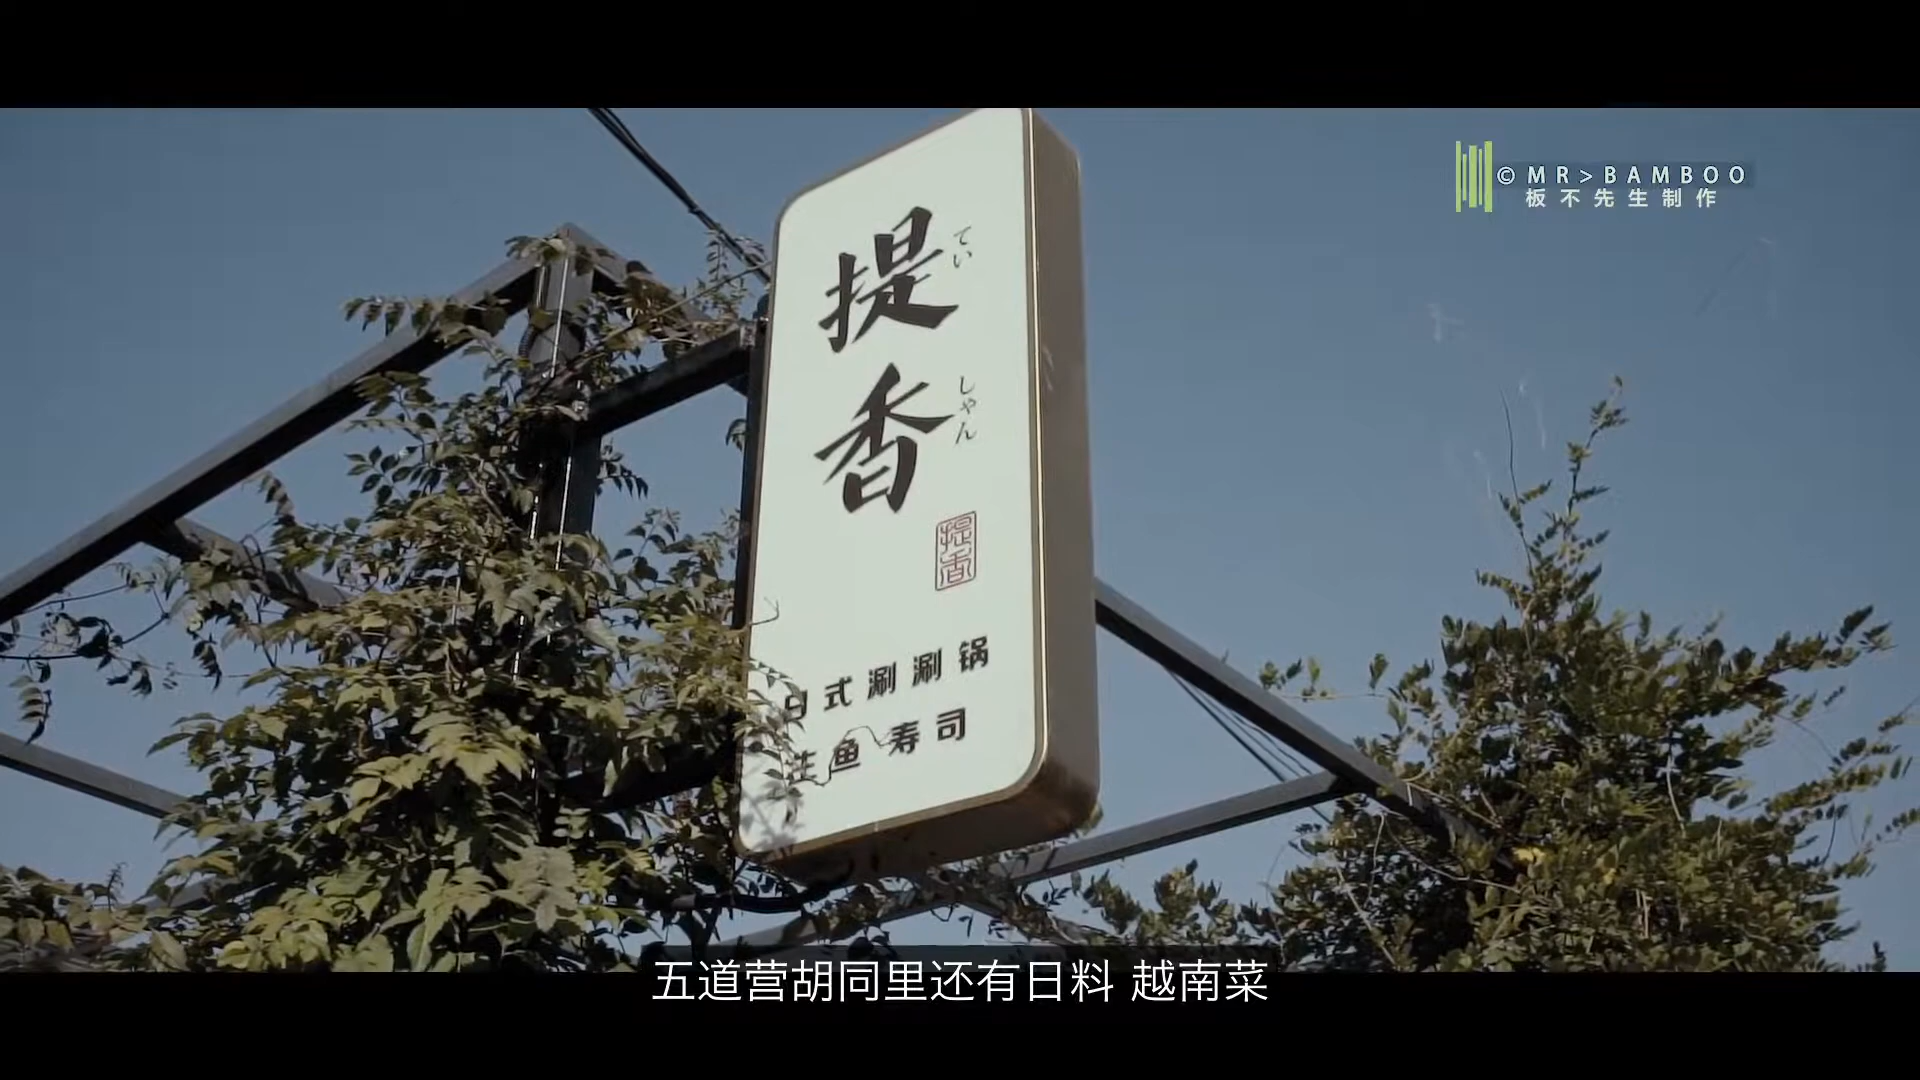 ©MR>BAMBOO
板不先生制作
提香
てい
しゃん
提香
日式涮涮锅
生鱼寿司
五道营胡同里还有日料 越南菜